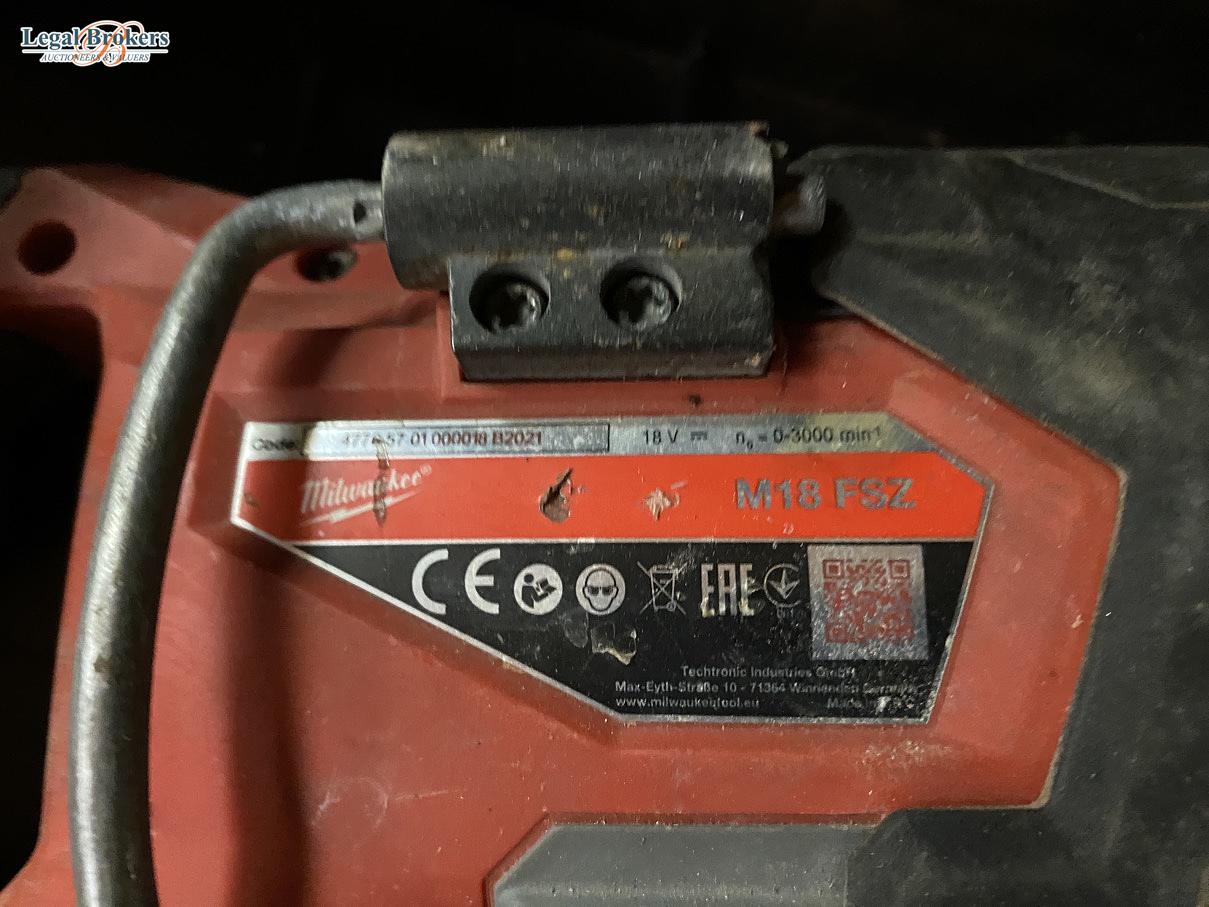 Legal Brokers
AUCTIONEERS & VALUERS
Code
57 01 000018 B2021
18 V ⎓ n₀ = 0-3000 min-1
Milwaukee®
M18 FSZ
CE
EAC
Techtronic Industries GmbH
Max-Eyth-Straße 10 - 71364 Winnenden Germany
www.milwaukeetool.eu
Made